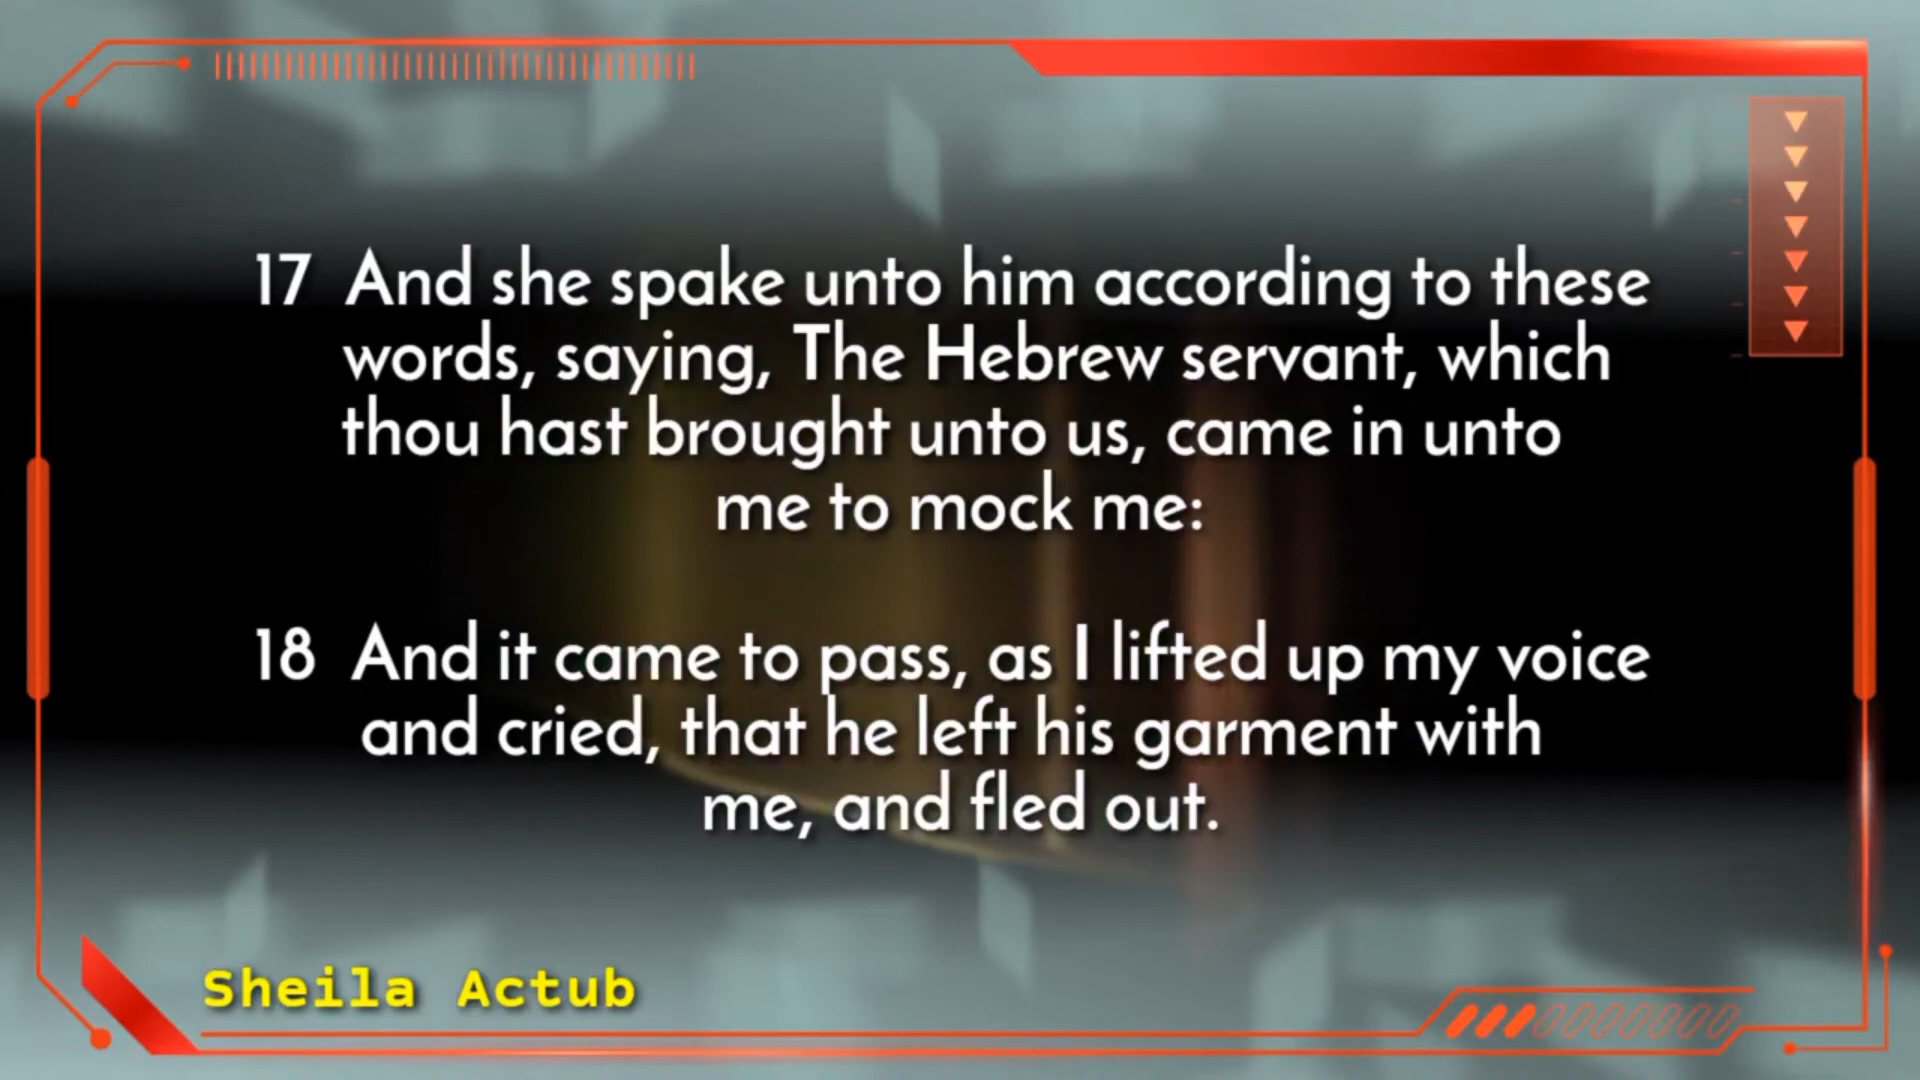 17 And she spake unto him according to these
words, saying, The Hebrew servant, which
thou hast brought unto us, came in unto
me to mock me:
18 And it came to pass, as I lifted up my voice
and cried, that he left his garment with
me, and fled out.
Sheila Actub